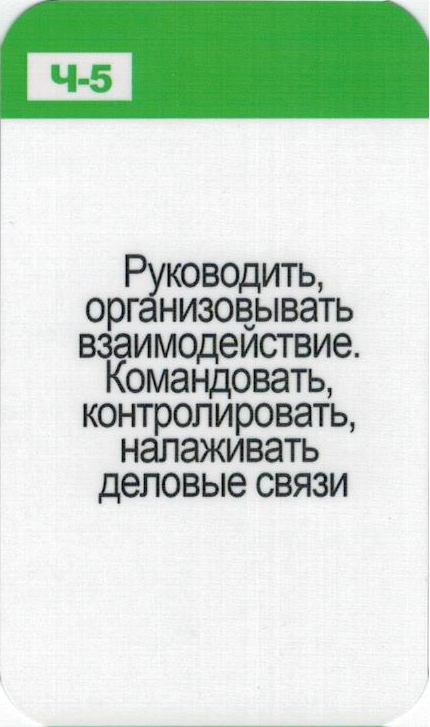 Ч-5
Руководить,
организовывать
взаимодействие.
Командовать,
контролировать,
налаживать
деловые связи